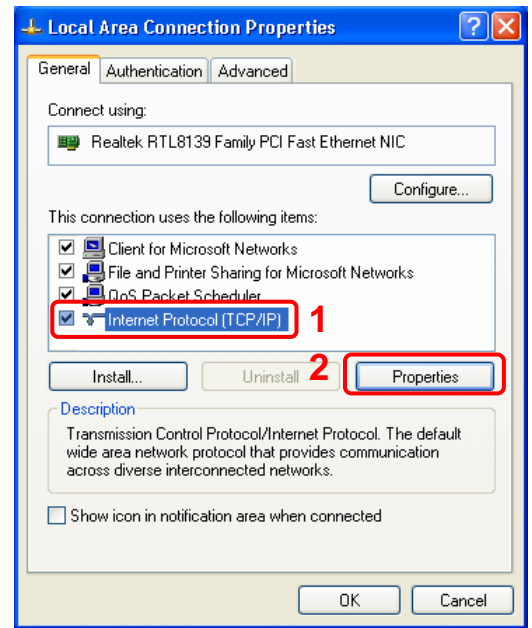 Local Area Connection Properties
General Authentication Advanced
Connect using:
Realtek RTL8139 Family PCI Fast Ethernet NIC
Configure...
This connection uses the following items:
Client for Microsoft Networks
File and Printer Sharing for Microsoft Networks
QoS Packet Scheduler
Internet Protocol (TCP/IP) 1
2
Install... Uninstall Properties
Description
Transmission Control Protocol/Internet Protocol. The default
wide area network protocol that provides communication
across diverse interconnected networks.
Show icon in notification area when connected
OK Cancel